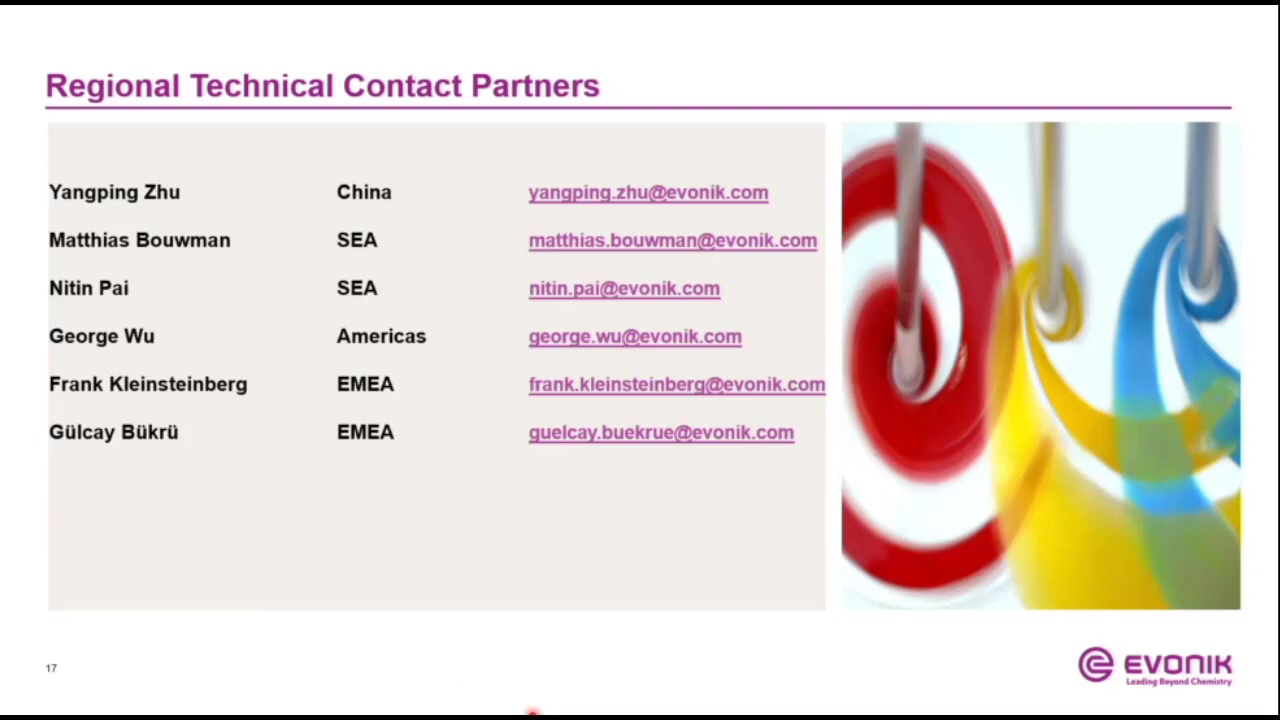 Regional Technical Contact Partners
Yangping Zhu China yangping.zhu@evonik.com
Matthias Bouwman SEA matthias.bouwman@evonik.com
Nitin Pai SEA nitin.pai@evonik.com
George Wu Americas george.wu@evonik.com
Frank Kleinsteinberg EMEA frank.kleinsteinberg@evonik.com
Gülcay Bükrü EMEA guelcay.buekrue@evonik.com
17
EVONIK
Leading Beyond Chemistry